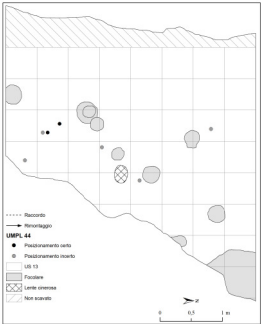 Raccordo
Rimontaggio
UMPL 44
Posizionamento certo
Posizionamento incerto
US 13
Focolare
Lente cinerosa
Non scavato
z
0 0,5 1 m